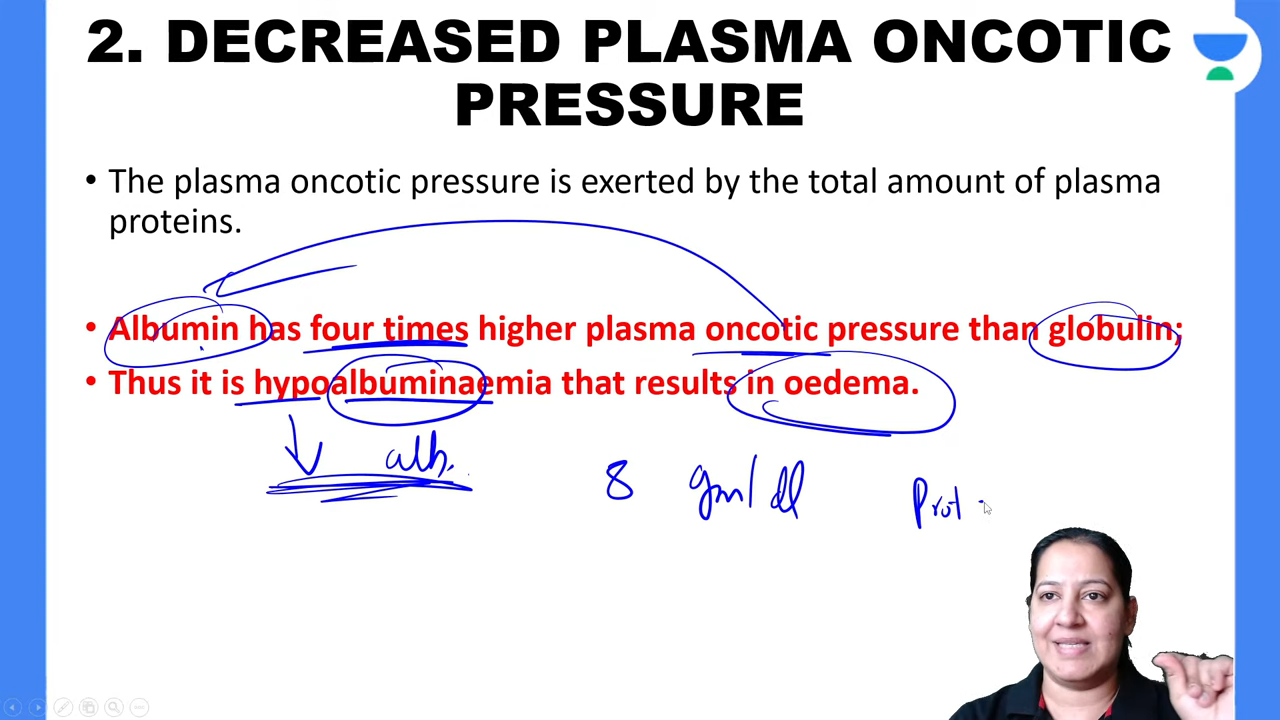 2. DECREASED PLASMA ONCOTIC
PRESSURE
• The plasma oncotic pressure is exerted by the total amount of plasma
proteins.
• Albumin has four times higher plasma oncotic pressure than globulin;
• Thus it is hypoalbuminaemia that results in oedema.
↓ alb.
8 gm/dl Prot